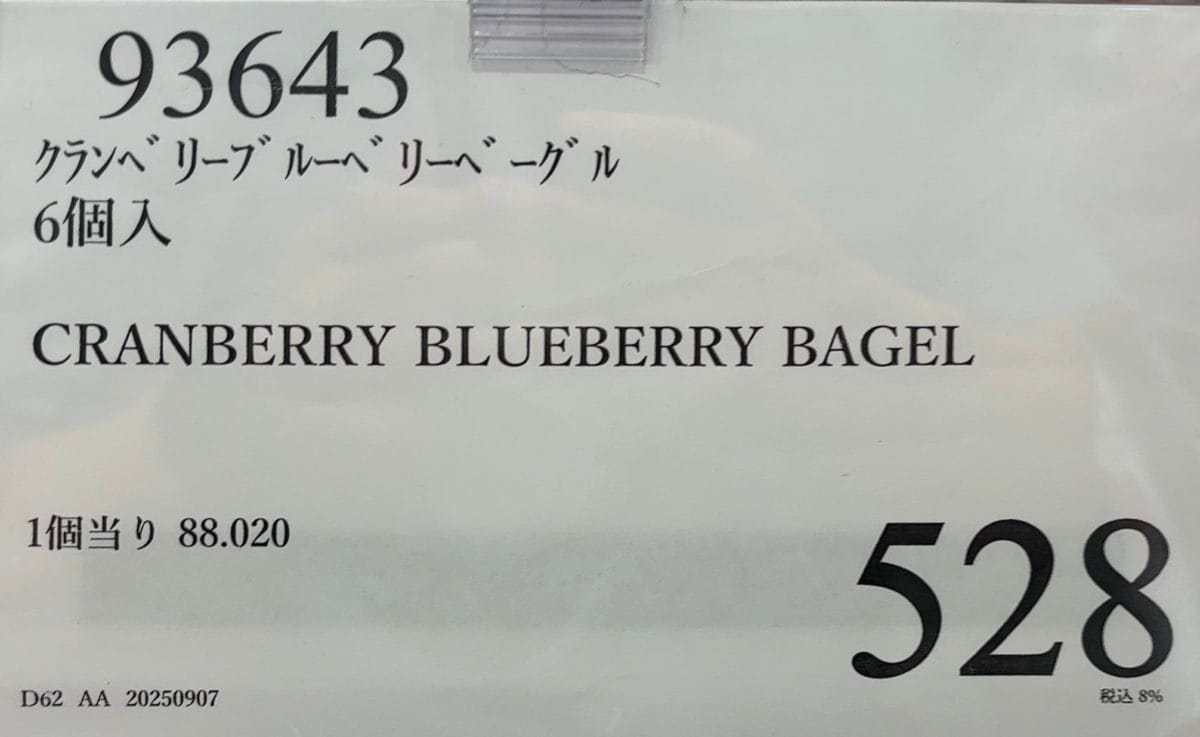 93643
クランベリーブルーベリーベーグル
6個入
CRANBERRY BLUEBERRY BAGEL
1個当り 88.020
528
税込 8%
D62 AA 20250907